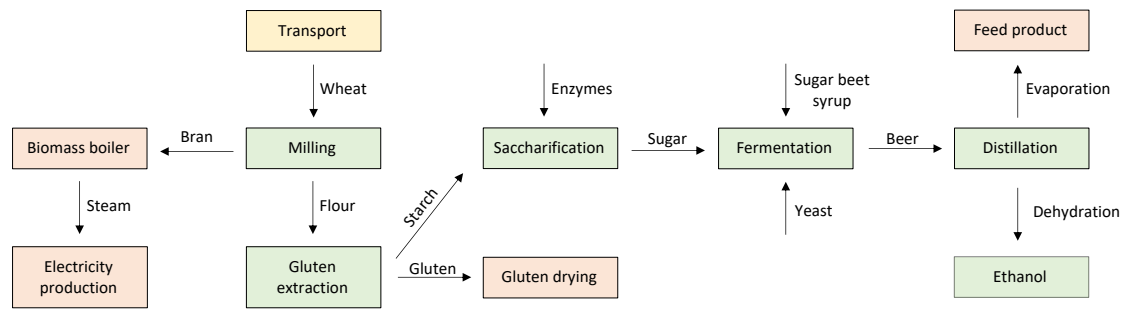 Transport
Feed product
Wheat
Enzymes
Sugar beet
syrup
Evaporation
Biomass boiler
Bran
Milling
Saccharification
Sugar
Fermentation
Beer
Distillation
Steam
Flour
Starch
Yeast
Dehydration
Electricity
production
Gluten
extraction
Gluten
Gluten drying
Ethanol